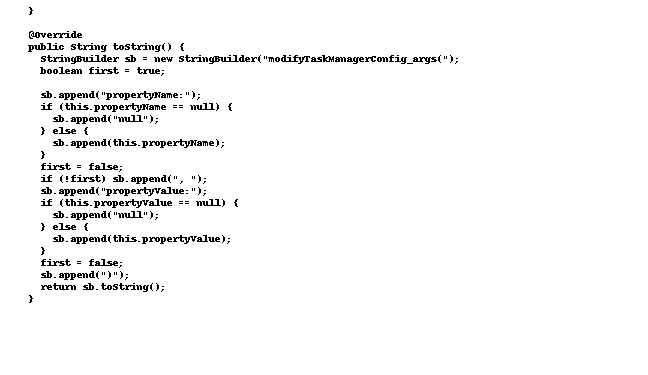 }
@Override
public String toString() {
StringBuilder sb = new StringBuilder("modifyTaskManagerConfig_args(");
boolean first = true;
sb.append("propertyName:");
if (this.propertyName == null) {
sb.append("null");
} else {
sb.append(this.propertyName);
}
first = false;
if (!first) sb.append(", ");
sb.append("propertyValue:");
if (this.propertyValue == null) {
sb.append("null");
} else {
sb.append(this.propertyValue);
}
first = false;
sb.append(")");
return sb.toString();
}